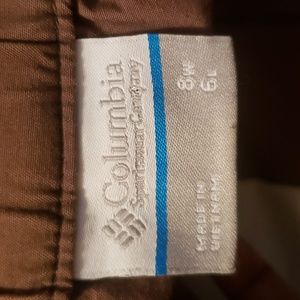 Columbia
Sportswear Company
8W
6L
MADE IN
VIETNAM